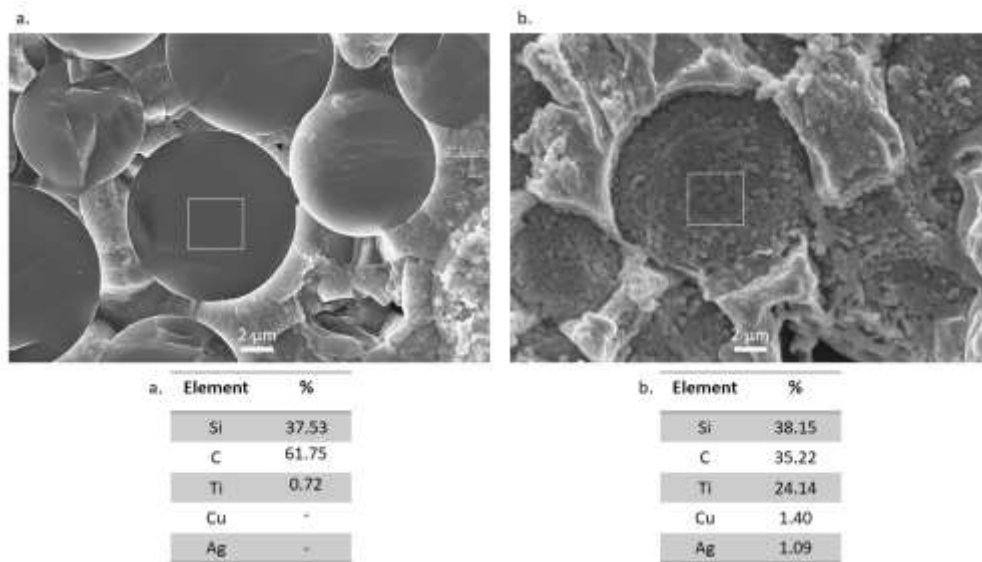 a. b.
2 μm 2 μm
a. Element % b. Element %
Si 37.53 Si 38.15
C 61.75 C 35.22
Ti 0.72 Ti 24.14
Cu - Cu 1.40
Ag - Ag 1.09